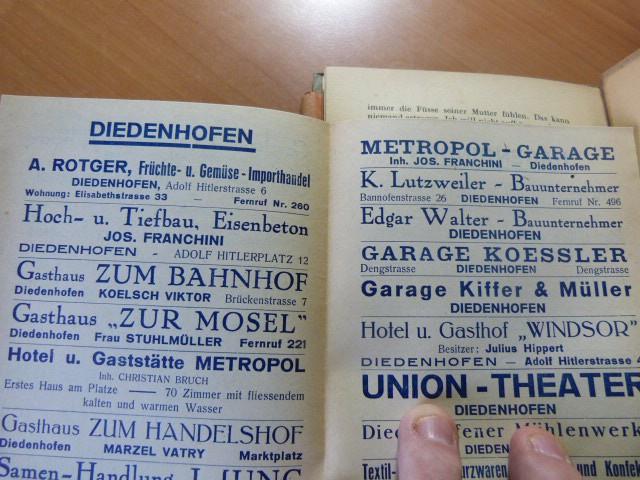 immer die Füsse seiner Mutter fühlen. Das kann
DIEDENHOFEN
A. ROTGER, Früchte- u. Gemüse-Importhandel
DIEDENHOFEN, Adolf Hitlerstrasse 6
Wohnung: Elisabethstrasse 33 — Fernruf Nr. 260
Hoch- u. Tiefbau, Eisenbeton
JOS. FRANCHINI
DIEDENHOFEN - ADOLF HITLERPLATZ 12
Gasthaus ZUM BAHNHOF
Diedenhofen KOELSCH VIKTOR Brückenstrasse 7
Gasthaus „ZUR MOSEL"
Diedenhofen Frau STUHLMÜLLER Fernruf 221
Hotel u. Gaststätte METROPOL
Inh. CHRISTIAN BRUCH
Erstes Haus am Platze — 70 Zimmer mit fliessendem
kalten und warmen Wasser
Gasthaus ZUM HANDELSHOF
Diedenhofen MARZEL VATRY Marktplatz
Samen-Handlung J. JUNG
METROPOL - GARAGE
Inh. JOS. FRANCHINI — Diedenhofen
K. Lutzweiler - Bauunternehmer
Bannofenstrasse 26 DIEDENHOFEN Fernruf Nr. 496
Edgar Walter - Bauunternehmer
DIEDENHOFEN
GARAGE KOESSLER
Dengstrasse DIEDENHOFEN Dengstrasse
Garage Kiffer & Müller
DIEDENHOFEN
Hotel u. Gasthof „WINDSOR"
Besitzer: Julius Hippert
DIEDENHOFEN - Adolf Hitlerstrasse 4
UNION - THEATER
DIEDENHOFEN
Mühlenwerk
Textil-